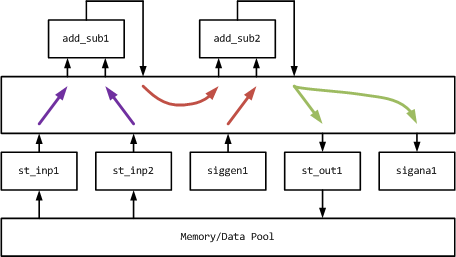 add_sub1
add_sub2
st_inp1
st_inp2
siggen1
st_out1
sigana1
Memory/Data Pool